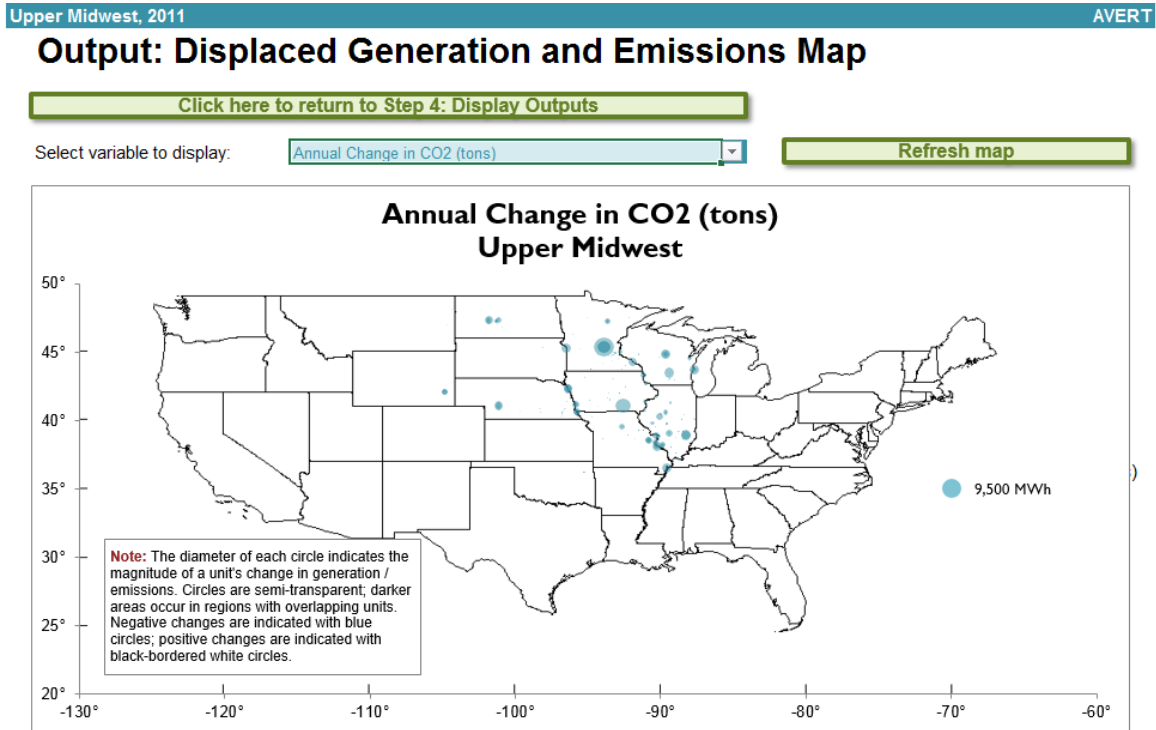 Upper Midwest, 2011 AVERT
Output: Displaced Generation and Emissions Map
Click here to return to Step 4: Display Outputs
Select variable to display: Annual Change in CO2 (tons) Refresh map
Annual Change in CO2 (tons)
Upper Midwest
50°
45°
40°
35°
30°
25°
20°
)
9,500 MWh
Note: The diameter of each circle indicates the
magnitude of a unit's change in generation /
emissions. Circles are semi-transparent; darker
areas occur in regions with overlapping units.
Negative changes are indicated with blue
circles; positive changes are indicated with
black-bordered white circles.
-130° -120° -110° -100° -90° -80° -70° -60°